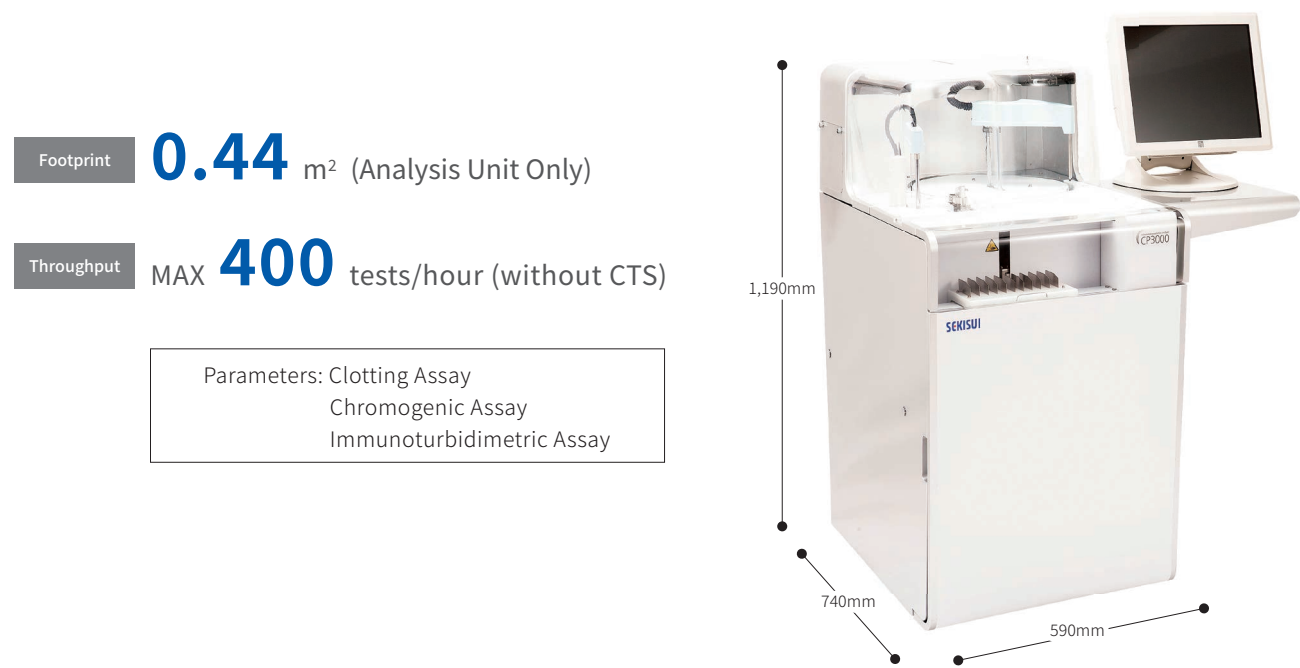 Footprint
0.44 m² (Analysis Unit Only)
Throughput
MAX 400 tests/hour (without CTS)
Parameters: Clotting Assay
Chromogenic Assay
Immunoturbidimetric Assay
1,190mm
CP3000
SEKISUI
740mm
590mm